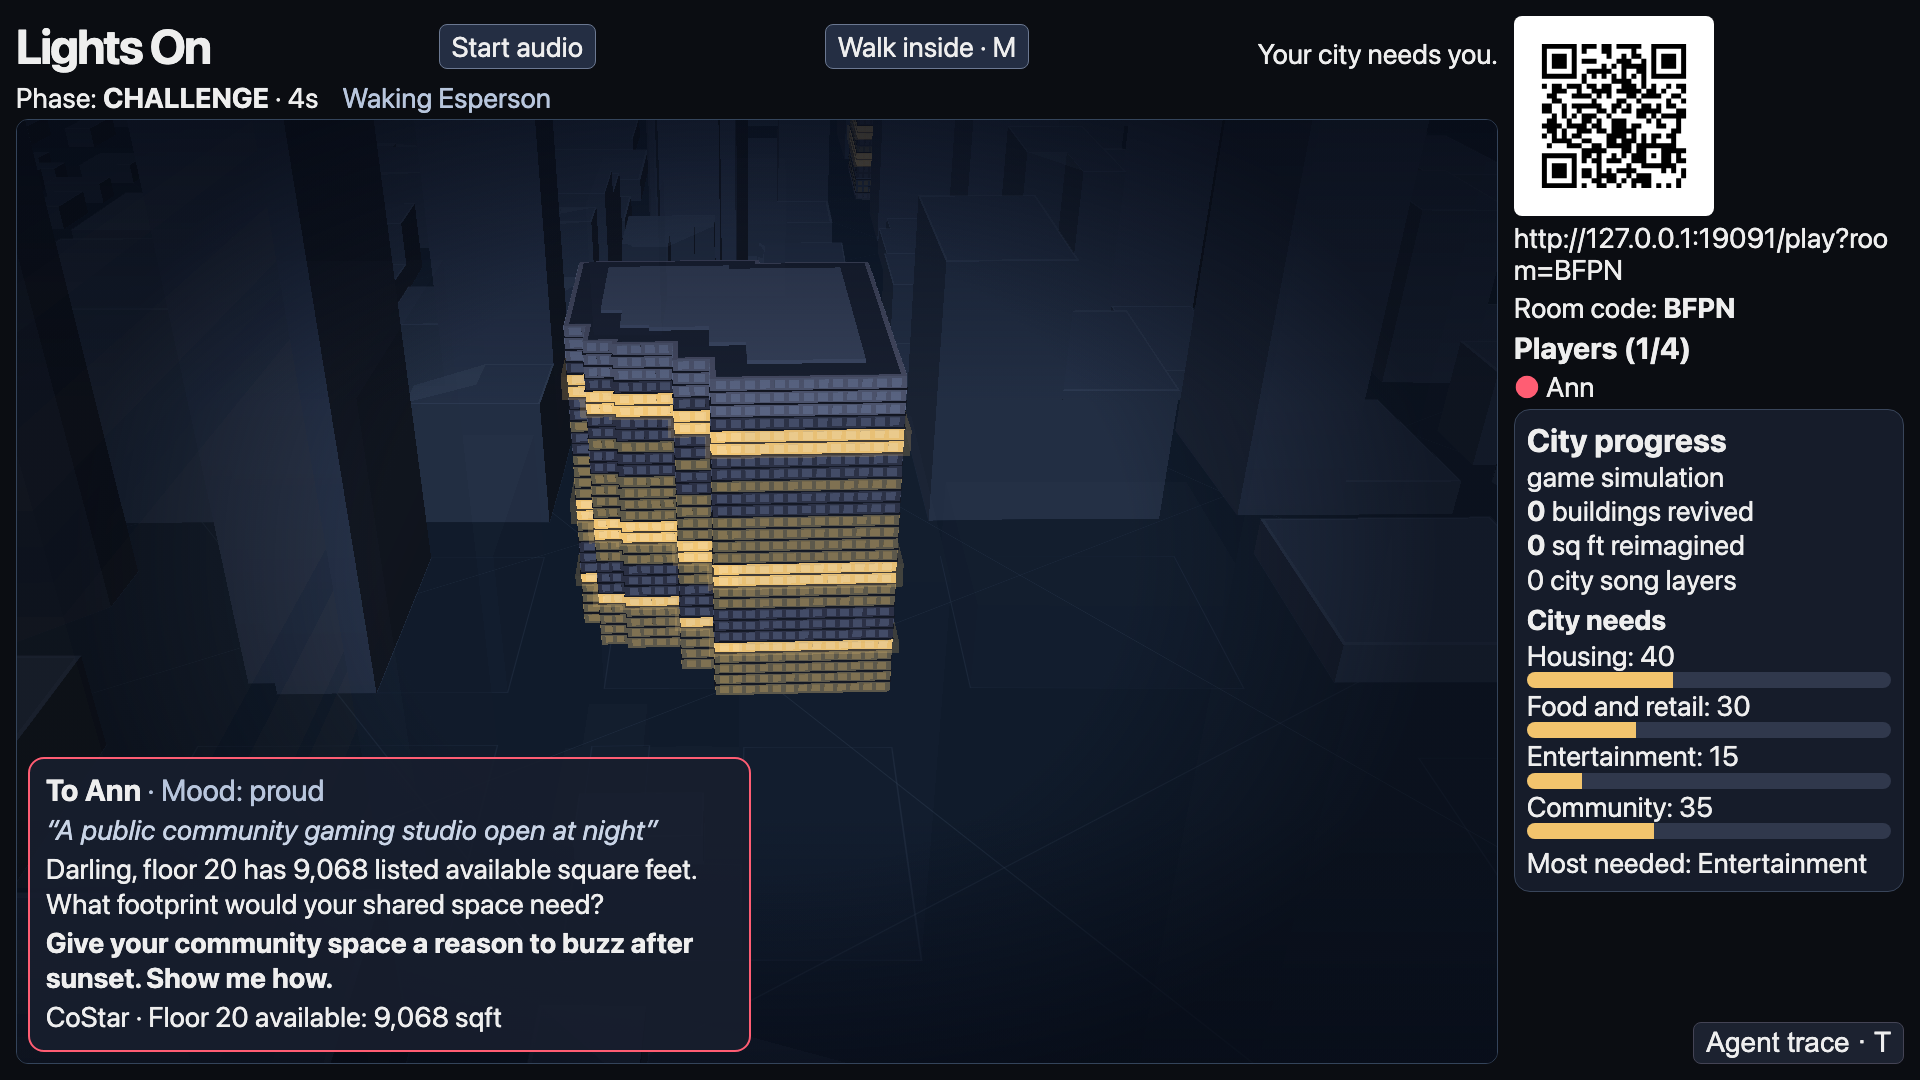 Lights On
Start audio
Walk inside · M
Your city needs you.
Phase: CHALLENGE · 4s Waking Esperson
http://127.0.0.1:19091/play?roo
m=BFPN
Room code: BFPN
Players (1/4)
Ann
City progress
game simulation
0 buildings revived
0 sq ft reimagined
0 city song layers
City needs
Housing: 40
Food and retail: 30
Entertainment: 15
Community: 35
Most needed: Entertainment
To Ann · Mood: proud
“A public community gaming studio open at night”
Darling, floor 20 has 9,068 listed available square feet.
What footprint would your shared space need?
Give your community space a reason to buzz after
sunset. Show me how.
CoStar · Floor 20 available: 9,068 sqft
Agent trace · T